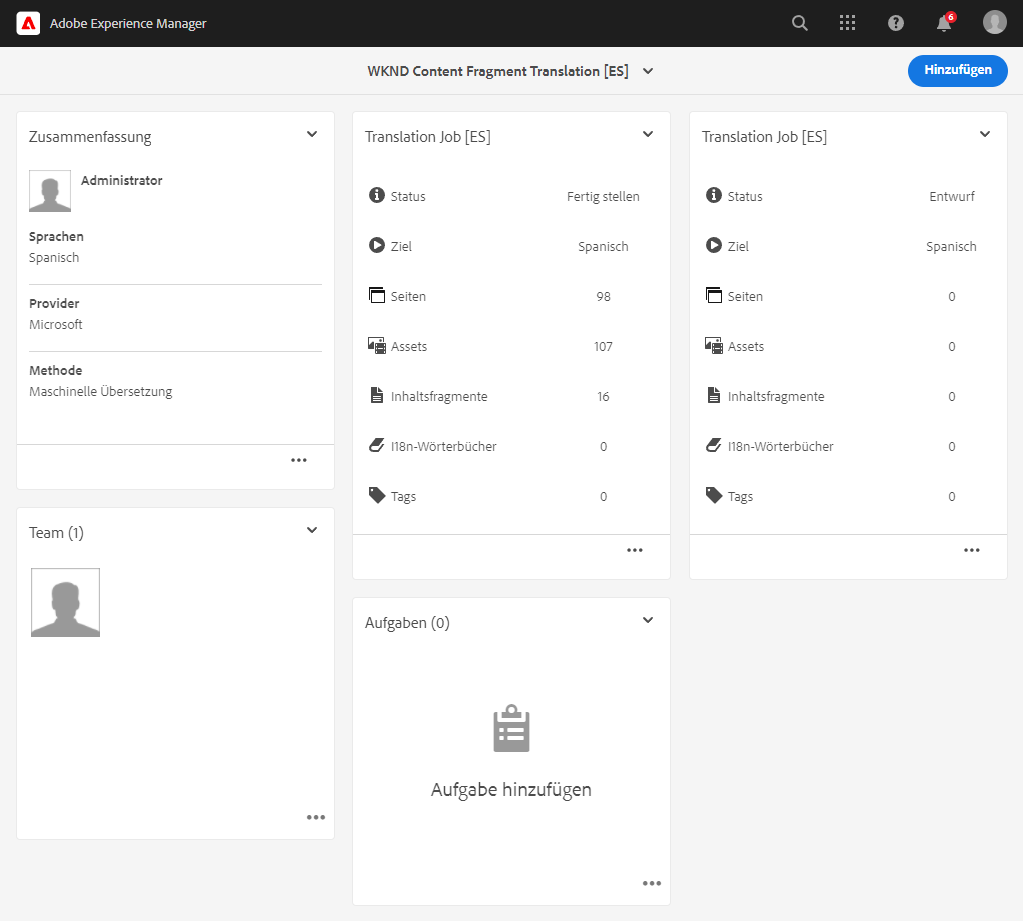 Adobe Experience Manager
6
WKND Content Fragment Translation [ES]
Hinzufügen
Zusammenfassung
Administrator
Sprachen
Spanisch
Provider
Microsoft
Methode
Maschinelle Übersetzung
Team (1)
Translation Job [ES]
Status Fertig stellen
Ziel Spanisch
Seiten 98
Assets 107
Inhaltsfragmente 16
I18n-Wörterbücher 0
Tags 0
Aufgaben (0)
Aufgabe hinzufügen
Translation Job [ES]
Status Entwurf
Ziel Spanisch
Seiten 0
Assets 0
Inhaltsfragmente 0
I18n-Wörterbücher 0
Tags 0